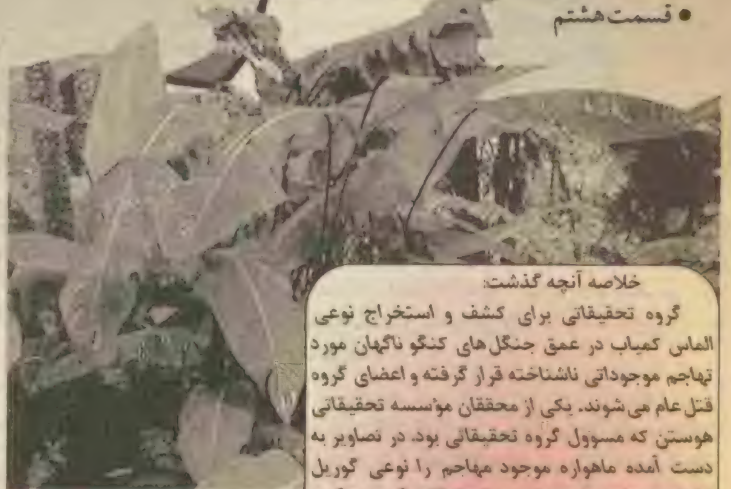 ● قسمت هشتم
خلاصه آنچه گذشت:
گروه تحقیقاتی برای کشف و استخراج نوعی
الماس کمیاب در عمق جنگل‌های کنگو ناگهان مورد
تهاجم موجوداتی ناشناخته قرار گرفته و اعضای گروه
قتل عام می‌شوند. یکی از محققان مؤسسه تحقیقاتی
هوستن که مسوول گروه تحقیقاتی بود. در تصاویر به
دست آمده ماهواره موجود مهاجم را نوعی گوریل